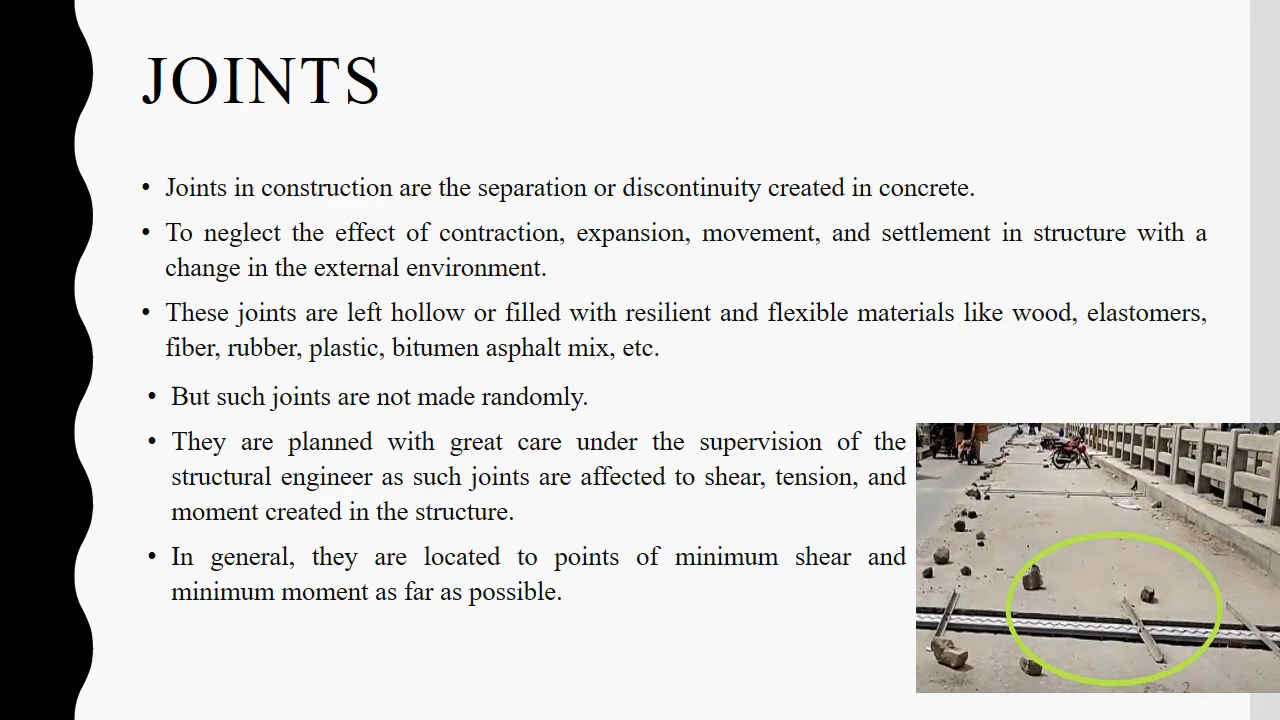 JOINTS
• Joints in construction are the separation or discontinuity created in concrete.
• To neglect the effect of contraction, expansion, movement, and settlement in structure with a
change in the external environment.
• These joints are left hollow or filled with resilient and flexible materials like wood, elastomers,
fiber, rubber, plastic, bitumen asphalt mix, etc.
• But such joints are not made randomly.
• They are planned with great care under the supervision of the
structural engineer as such joints are affected to shear, tension, and
moment created in the structure.
• In general, they are located to points of minimum shear and
minimum moment as far as possible.
2